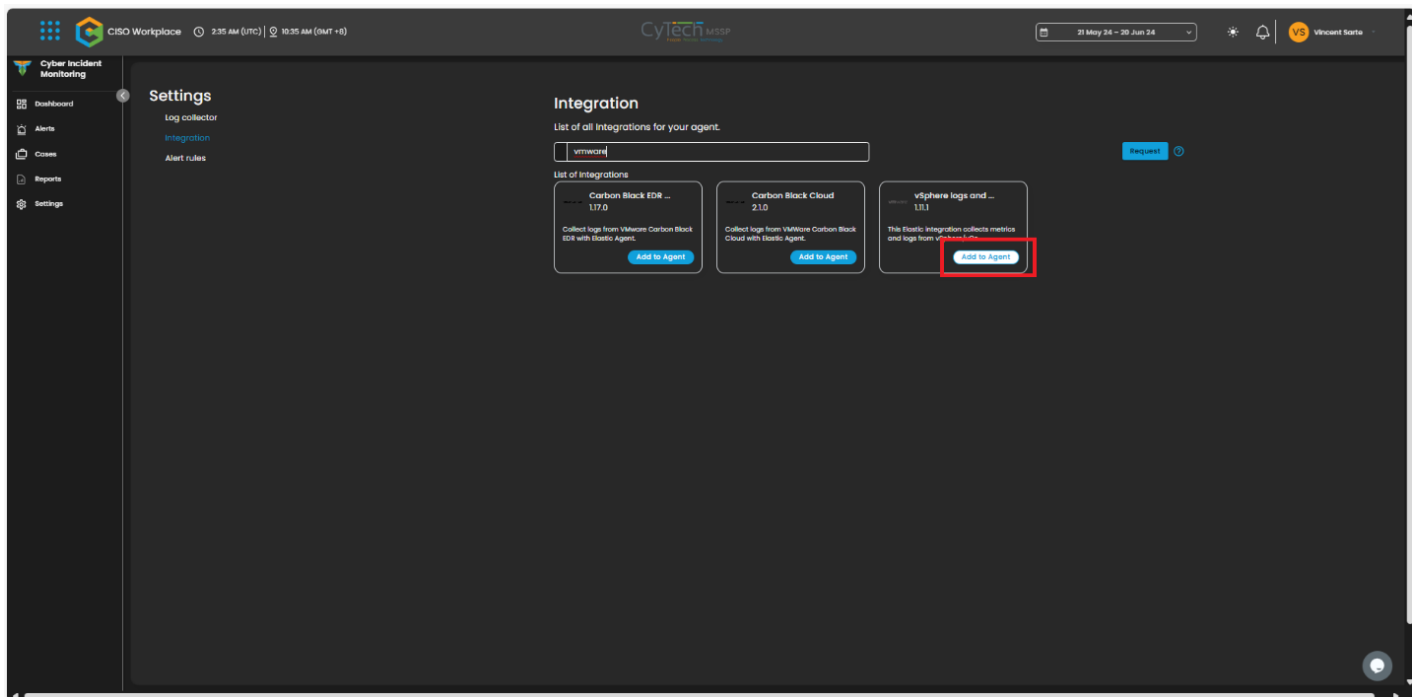 CISO Workplace 2:35 AM (UTC) 10:35 AM (GMT +8)
CyTech MSSP
21 May 24 – 20 Jun 24
VS Vincent Sarte
Cyber Incident
Monitoring
Dashboard
Alerts
Cases
Reports
Settings
Settings
Log collector
Integration
Alert rules
Integration
List of all Integrations for your agent.
vmware
Request
List of Integrations
Carbon Black EDR ...
1.17.0
Collect logs from VMWare Carbon Black
EDR with Elastic Agent.
Add to Agent
Carbon Black Cloud
2.1.0
Collect logs from VMWare Carbon Black
Cloud with Elastic Agent.
Add to Agent
vSphere logs and ...
1.11.1
This Elastic integration collects metrics
and logs from
Add to Agent